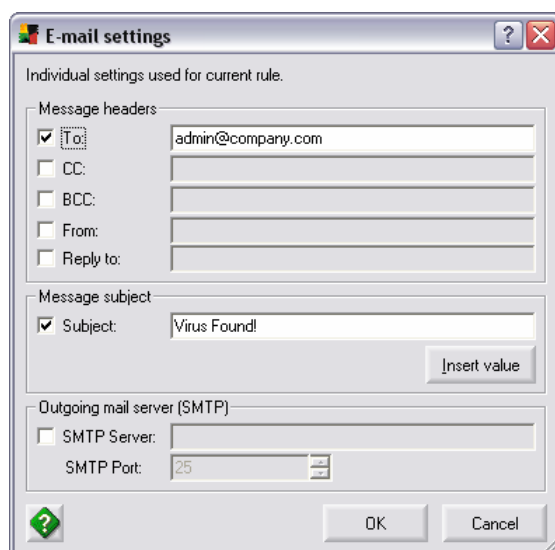 E-mail settings
Individual settings used for current rule.
Message headers
To: admin@company.com
CC:
BCC:
From:
Reply to:
Message subject
Subject: Virus Found!
Insert value
Outgoing mail server (SMTP)
SMTP Server:
SMTP Port: 25
OK Cancel